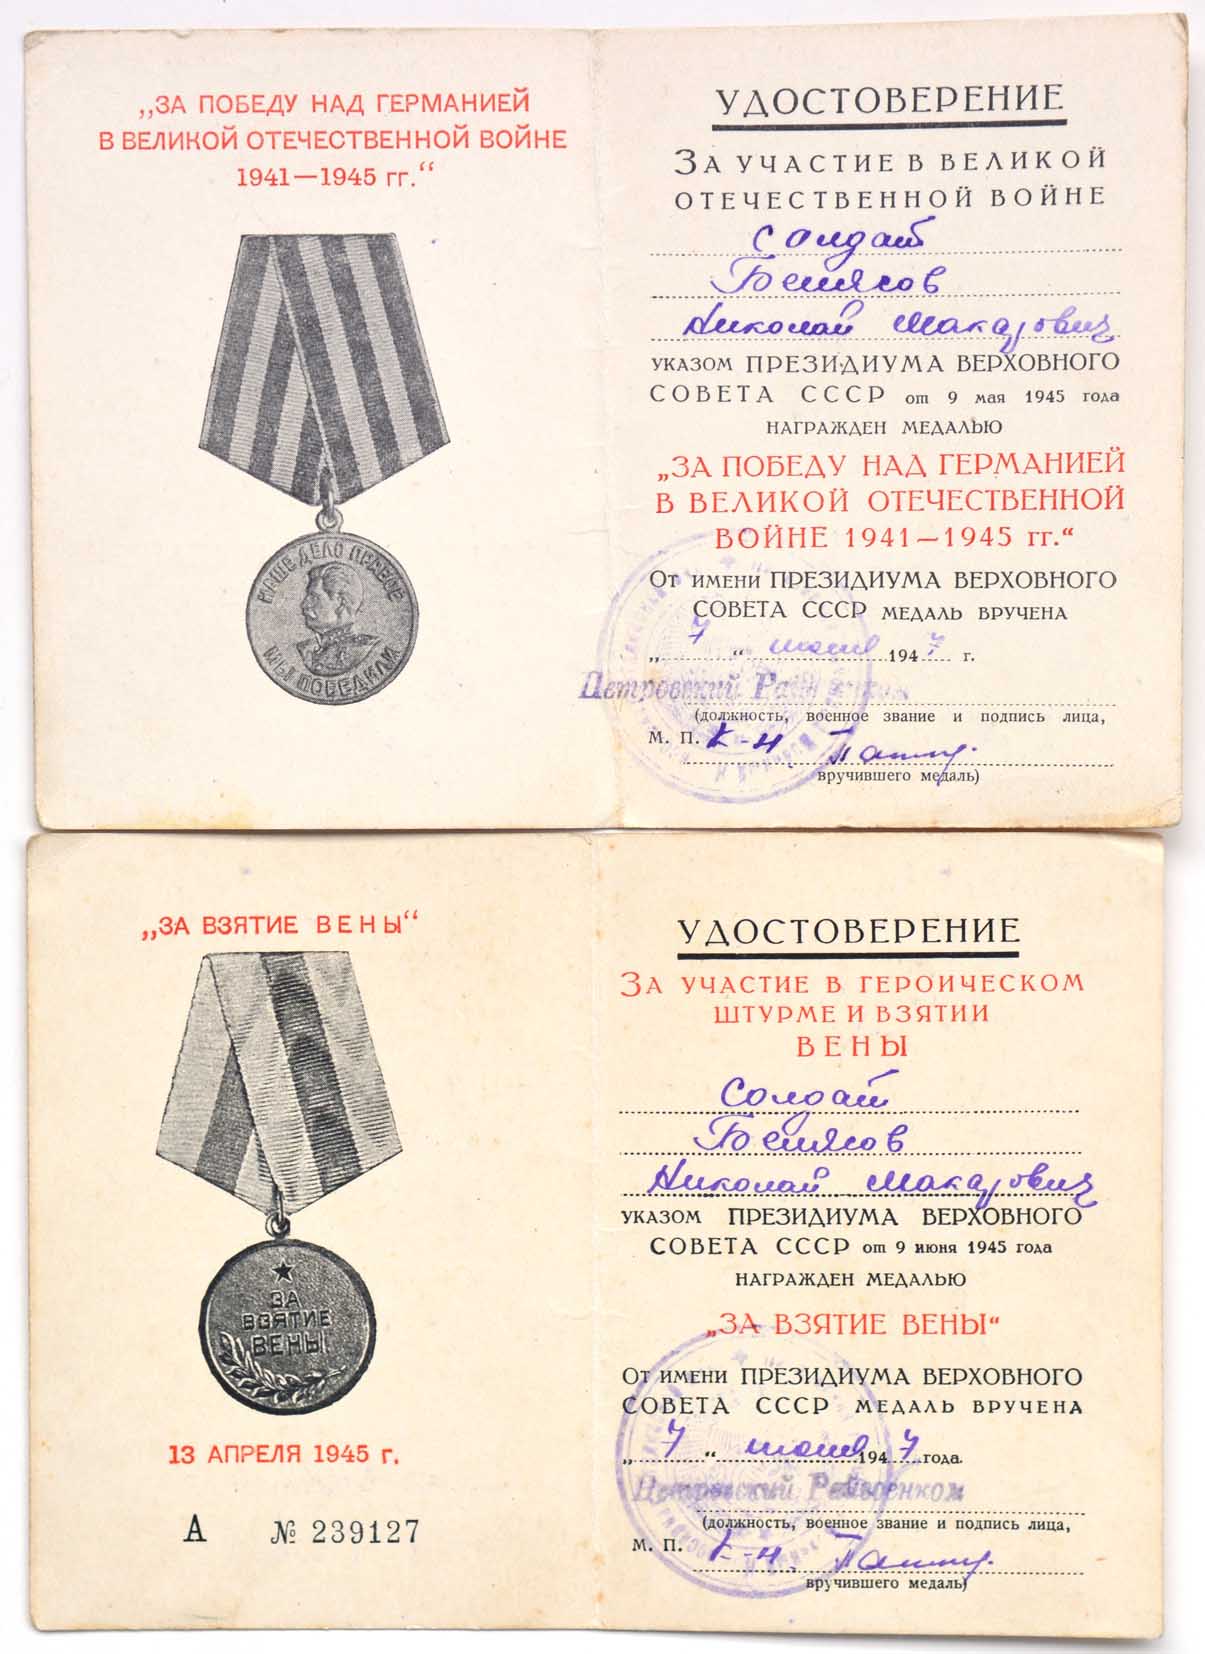 „ЗА ПОБЕДУ НАД ГЕРМАНИЕЙ
В ВЕЛИКОЙ ОТЕЧЕСТВЕННОЙ ВОЙНЕ
1941—1945 гг.“
НАШЕ ДЕЛО ПРАВОЕ
МЫ ПОБЕДИЛИ
УДОСТОВЕРЕНИЕ
ЗА УЧАСТИЕ В ВЕЛИКОЙ
ОТЕЧЕСТВЕННОЙ ВОЙНЕ
Солдат
Николай Макарович
УКАЗОМ ПРЕЗИДИУМА ВЕРХОВНОГО
СОВЕТА СССР от 9 мая 1945 года
НАГРАЖДЕН МЕДАЛЬЮ
„ЗА ПОБЕДУ НАД ГЕРМАНИЕЙ
В ВЕЛИКОЙ ОТЕЧЕСТВЕННОЙ
ВОЙНЕ 1941—1945 гг.“
ОТ ИМЕНИ ПРЕЗИДИУМА ВЕРХОВНОГО
СОВЕТА СССР МЕДАЛЬ ВРУЧЕНА
„7“ 1947 г.
Петровский Райвоенком
(должность, военное звание и подпись лица,
М. П. к-н
вручившего медаль)
„ЗА ВЗЯТИЕ ВЕНЫ“
ЗА
ВЗЯТИЕ
ВЕНЫ
13 АПРЕЛЯ 1945 г.
А № 239127
УДОСТОВЕРЕНИЕ
ЗА УЧАСТИЕ В ГЕРОИЧЕСКОМ
ШТУРМЕ И ВЗЯТИИ
ВЕНЫ
Солдат
Николай Макарович
УКАЗОМ ПРЕЗИДИУМА ВЕРХОВНОГО
СОВЕТА СССР от 9 июня 1945 года
НАГРАЖДЕН МЕДАЛЬЮ
„ЗА ВЗЯТИЕ ВЕНЫ“
ОТ ИМЕНИ ПРЕЗИДИУМА ВЕРХОВНОГО
СОВЕТА СССР МЕДАЛЬ ВРУЧЕНА
„7“ 1947 года.
Петровский Райвоенком
(должность, военное звание и подпись лица,
М. П. к-н
вручившего медаль)